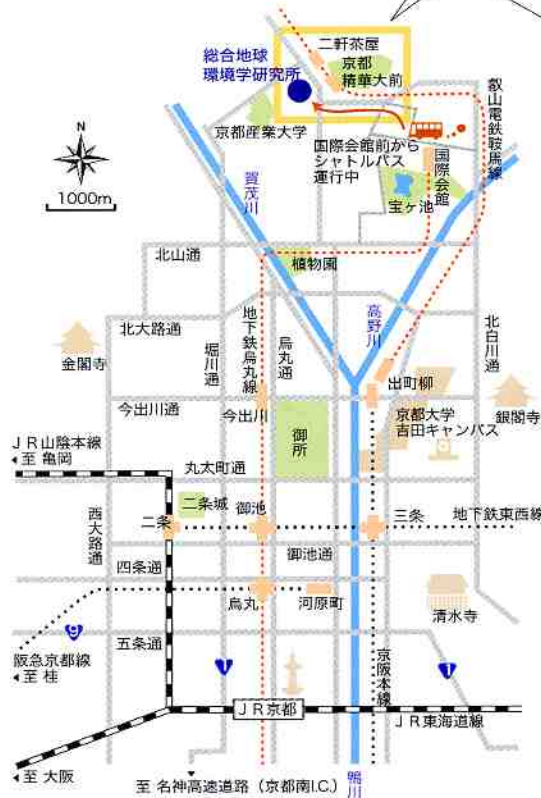 二軒茶屋
総合地球
環境学研究所
京都
精華大前
叡山電鉄鞍馬線
京都産業大学
国際会館前から
シャトルバス
運行中
国際会館
N
1000m
賀茂川
宝ヶ池
北山通
植物園
高野川
北大路通
地下鉄烏丸線
烏丸通
堀川通
北白川通
金閣寺
出町柳
今出川通
今出川
京都大学
吉田キャンパス
銀閣寺
御所
JR山陰本線
至 亀岡
丸太町通
二条城
御池
西大路通
二条
三条
地下鉄東西線
御池通
四条通
烏丸
河原町
清水寺
9
五条通
阪急京都線
至 桂
1
京阪本線
1
JR京都
JR東海道線
至 大阪
至 名神高速道路(京都南I.C.)
鴨川